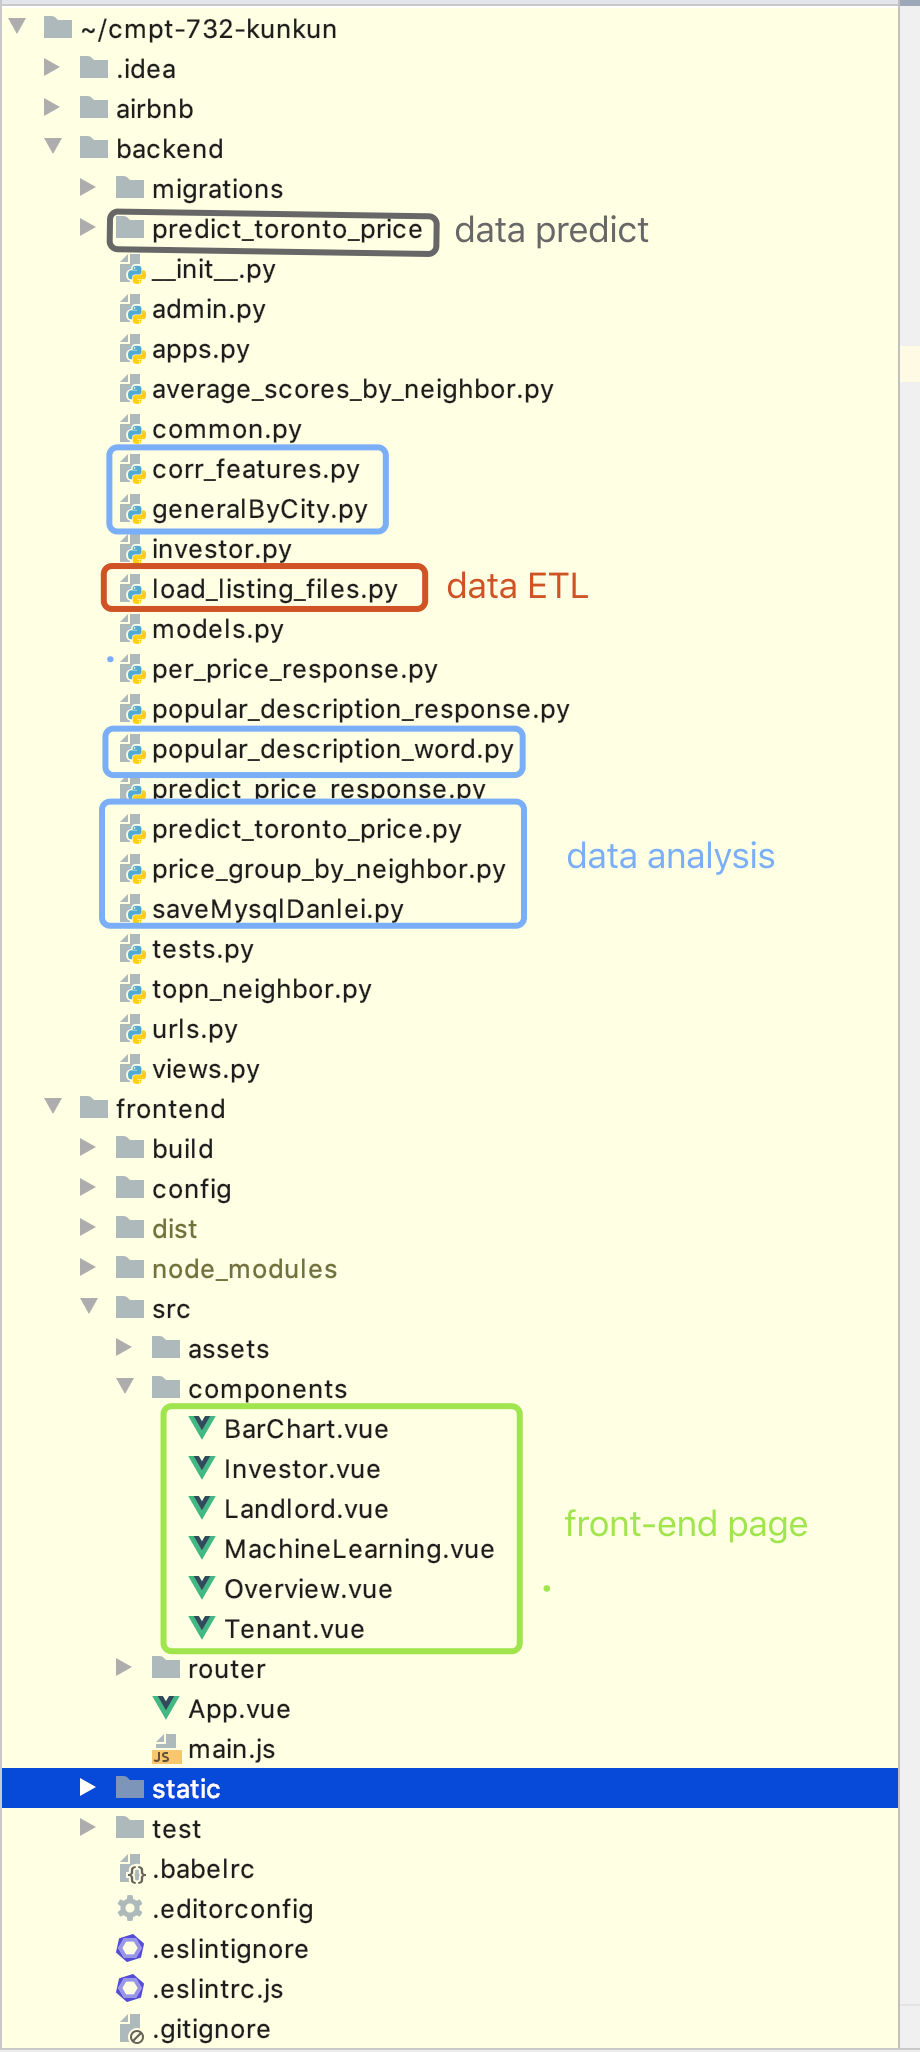 ~/cmpt-732-kunkun
.idea
airbnb
backend
migrations
predict_toronto_price data predict
__init__.py
admin.py
apps.py
average_scores_by_neighbor.py
common.py
corr_features.py
generalByCity.py
investor.py
load_listing_files.py data ETL
models.py
per_price_response.py
popular_description_response.py
popular_description_word.py
predict_price_response.py
predict_toronto_price.py
price_group_by_neighbor.py data analysis
saveMysqlDanlei.py
tests.py
topn_neighbor.py
urls.py
views.py
frontend
build
config
dist
node_modules
src
assets
components
BarChart.vue
Investor.vue
Landlord.vue
front-end page
MachineLearning.vue
Overview.vue
Tenant.vue
router
App.vue
JS main.js
static
test
.babelrc
.editorconfig
.eslintignore
.eslintrc.js
.gitignore